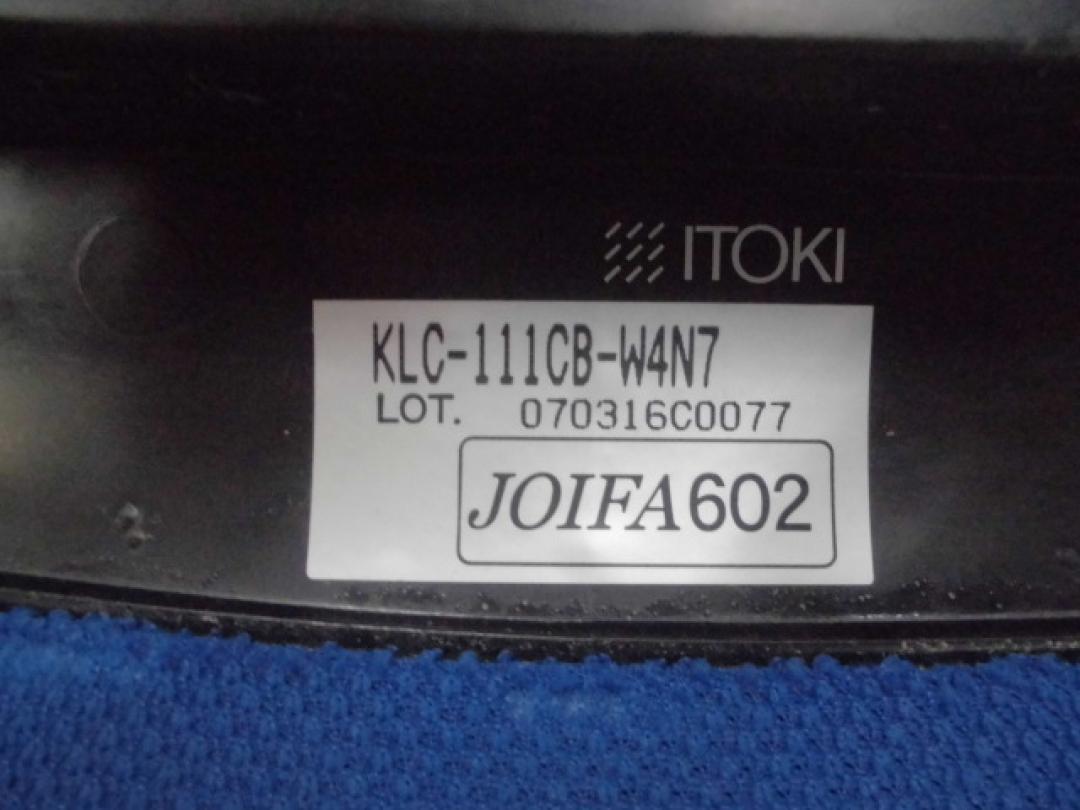 ITOKI
KLC-111CB-W4N7
LOT. 070316C0077
JOIFA602